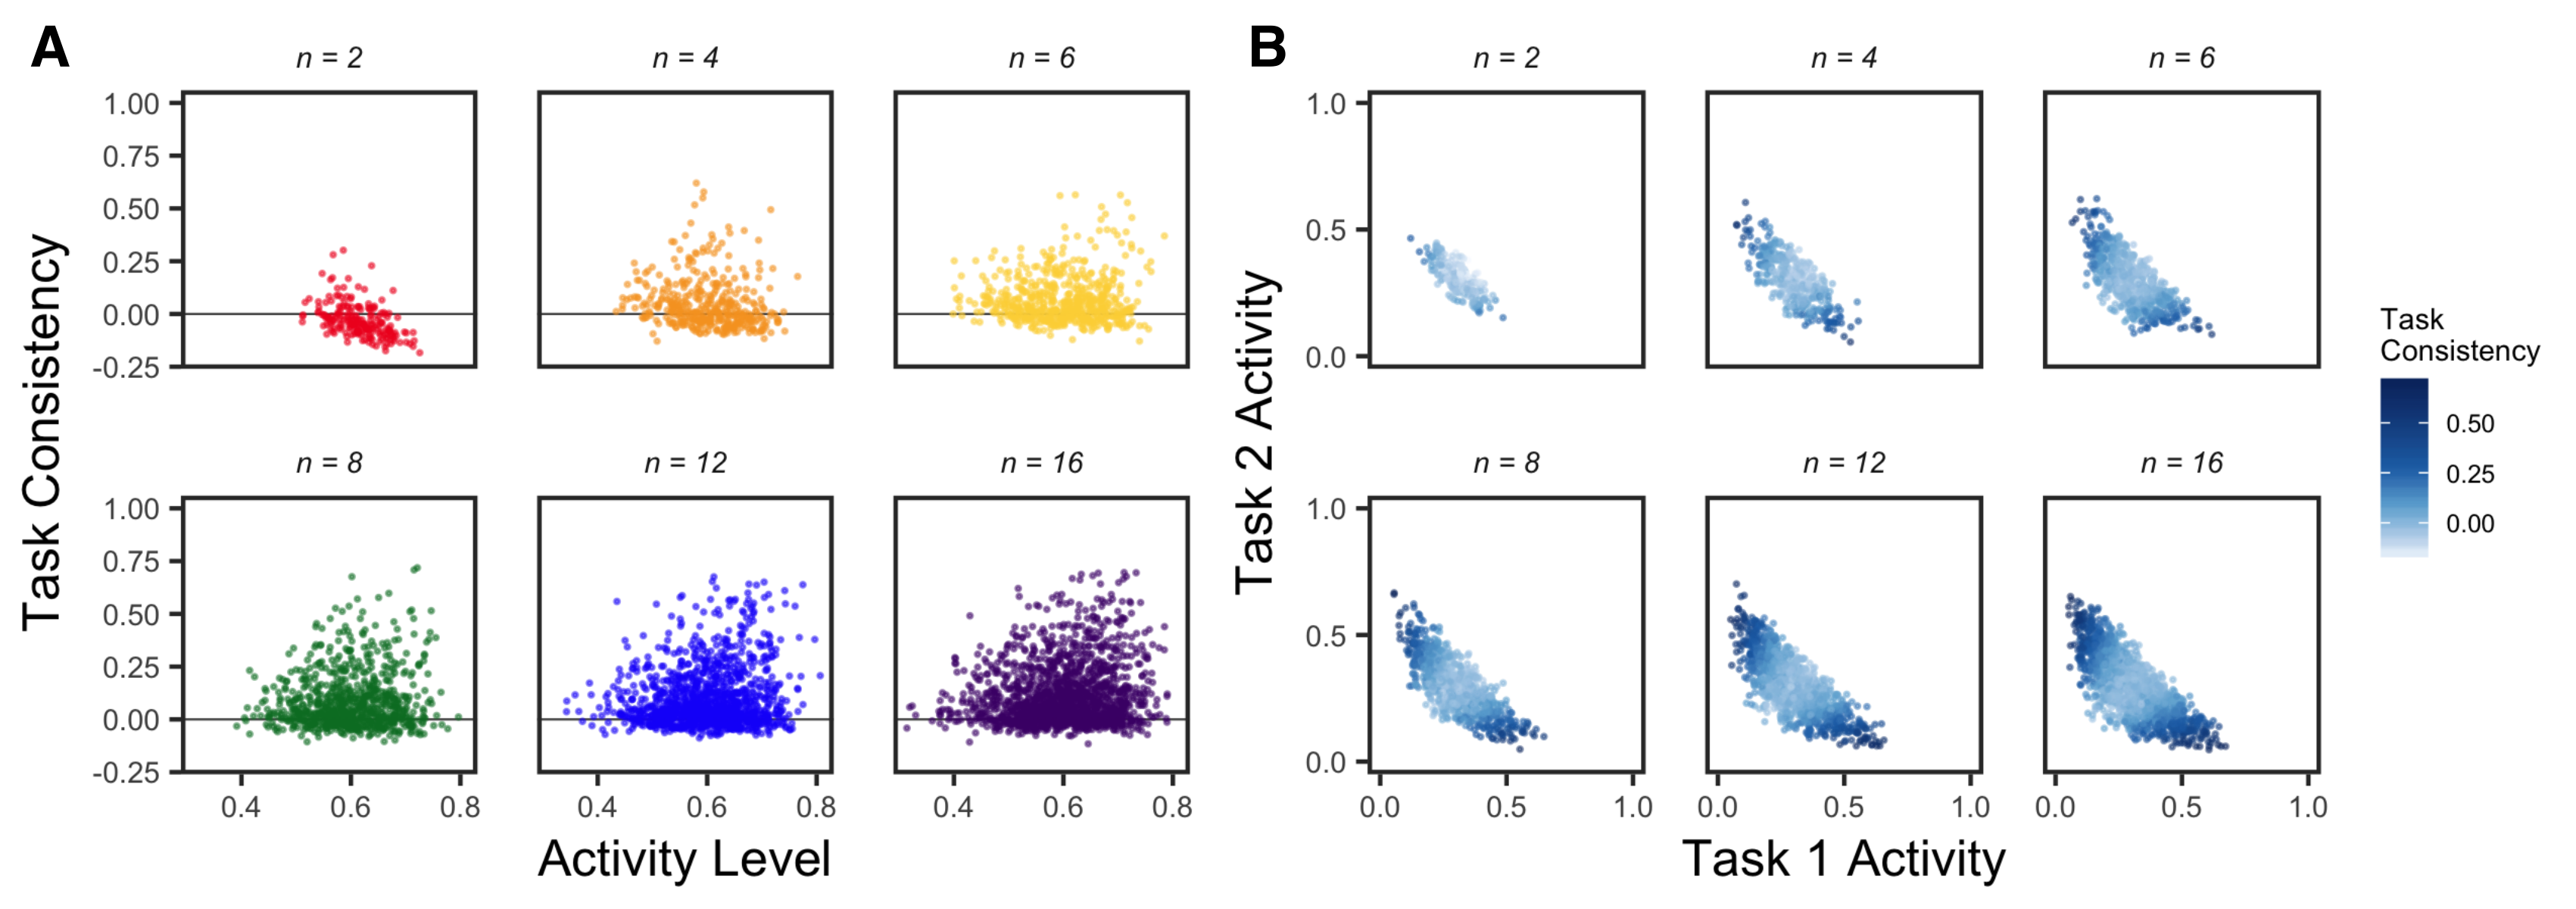 A
n = 2
n = 4
n = 6
Task Consistency
1.00
0.75
0.50
0.25
0.00
-0.25
n = 8
n = 12
n = 16
1.00
0.75
0.50
0.25
0.00
-0.25
0.4 0.6 0.8
0.4 0.6 0.8
0.4 0.6 0.8
Activity Level
B
n = 2
n = 4
n = 6
Task 2 Activity
1.0
0.5
0.0
n = 8
n = 12
n = 16
1.0
0.5
0.0
0.0 0.5 1.0
0.0 0.5 1.0
0.0 0.5 1.0
Task 1 Activity
Task
Consistency
0.50
0.25
0.00